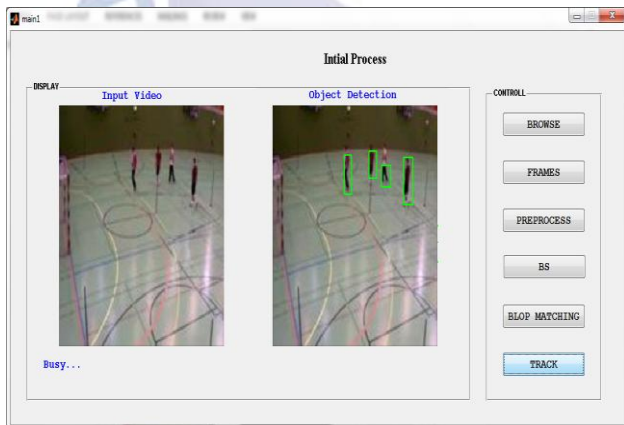 main1
Intial Process
DISPLAY
Input Video
Object Detection
Busy...
CONTROLL
BROWSE
FRAMES
PREPROCESS
BS
BLOP MATCHING
TRACK